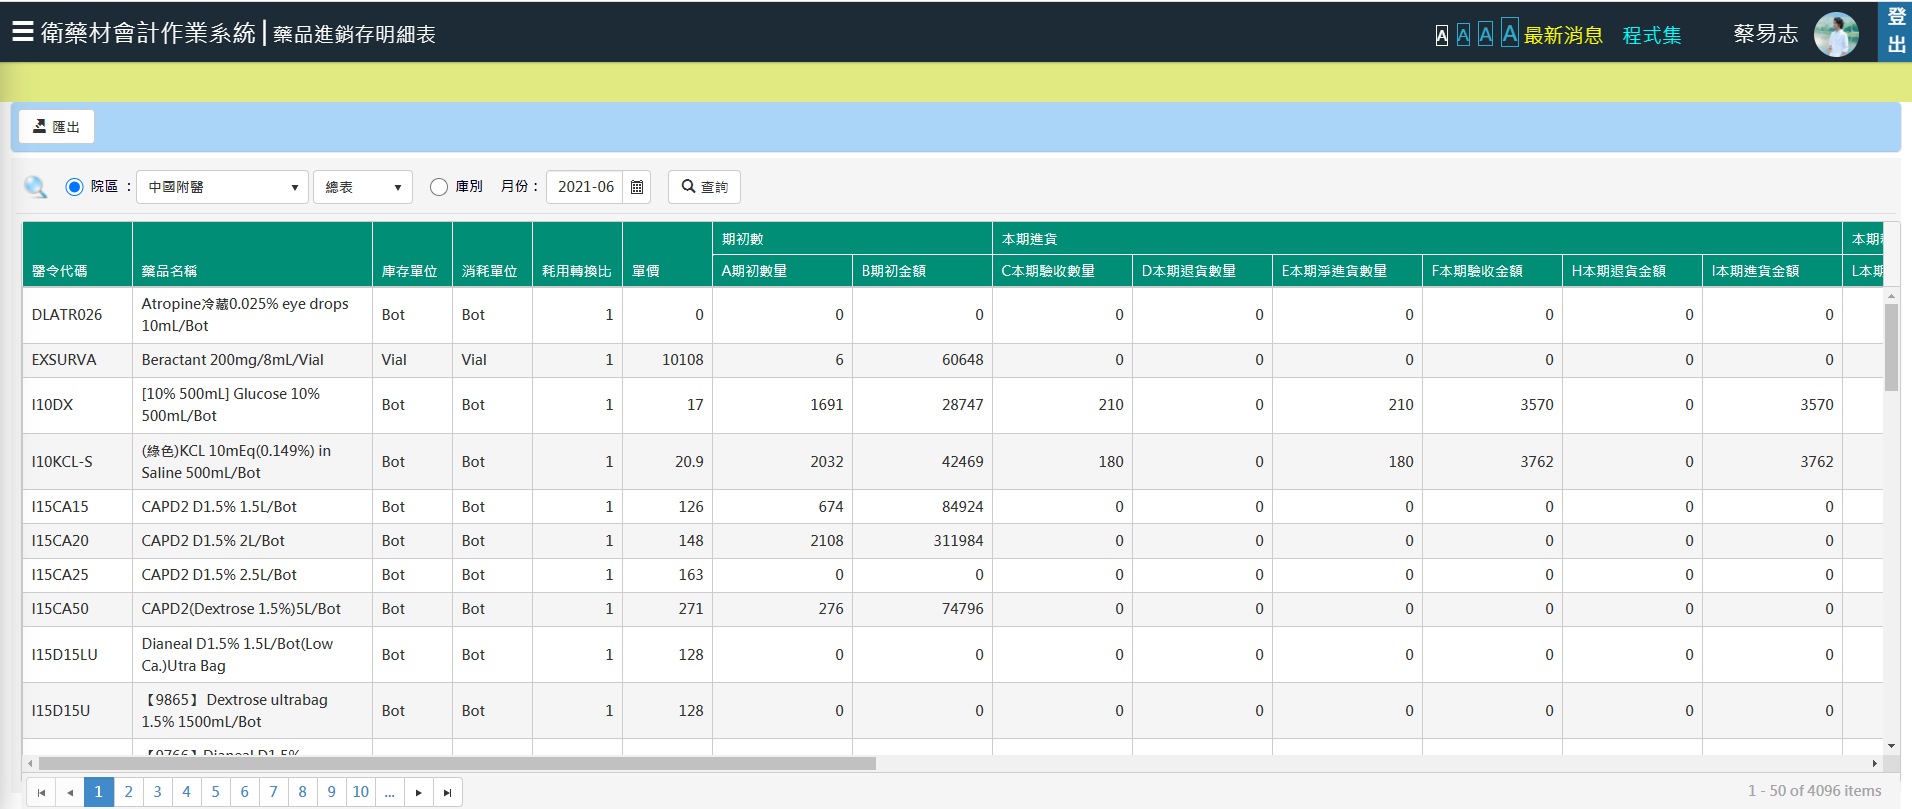 衛藥材會計作業系統 | 藥品進銷存明細表 A A A A 最新消息 程式集 蔡易志 登出
匯出
院區 : 中國附醫 總表 庫別 月份 : 2021-06 查詢
期初數 本期進貨
醫令代碼 藥品名稱 庫存單位 消耗單位 耗用轉換比 單價 A期初數量 B期初金額 C本期驗收數量 D本期退貨數量 E本期淨進貨數量 F本期驗收金額 H本期退貨金額 I本期進貨金額 L本期
DLATR026 Atropine冷藏0.025% eye drops 10mL/Bot Bot Bot 1 0 0 0 0 0 0 0 0 0
EXSURVA Beractant 200mg/8mL/Vial Vial Vial 1 10108 6 60648 0 0 0 0 0 0
I10DX [10% 500mL] Glucose 10% 500mL/Bot Bot Bot 1 17 1691 28747 210 0 210 3570 0 3570
I10KCL-S (綠色)KCL 10mEq(0.149%) in Saline 500mL/Bot Bot Bot 1 20.9 2032 42469 180 0 180 3762 0 3762
I15CA15 CAPD2 D1.5% 1.5L/Bot Bot Bot 1 126 674 84924 0 0 0 0 0 0
I15CA20 CAPD2 D1.5% 2L/Bot Bot Bot 1 148 2108 311984 0 0 0 0 0 0
I15CA25 CAPD2 D1.5% 2.5L/Bot Bot Bot 1 163 0 0 0 0 0 0 0 0
I15CA50 CAPD2(Dextrose 1.5%)5L/Bot Bot Bot 1 271 276 74796 0 0 0 0 0 0
I15D15LU Dianeal D1.5% 1.5L/Bot(Low Ca.)Utra Bag Bot Bot 1 128 0 0 0 0 0 0 0 0
I15D15U 【9865】Dextrose ultrabag 1.5% 1500mL/Bot Bot Bot 1 128 0 0 0 0 0 0 0 0
【9766】Dianeal D1.5%
1 2 3 4 5 6 7 8 9 10 ... 1 - 50 of 4096 items